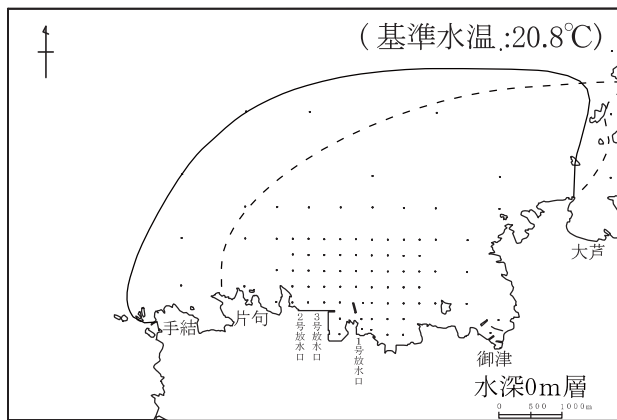 (基準水温:20.8℃)
大芦
手結
片句
2号放水口
3号放水口
1号放水口
御津
水深0m層
0 500 1000m